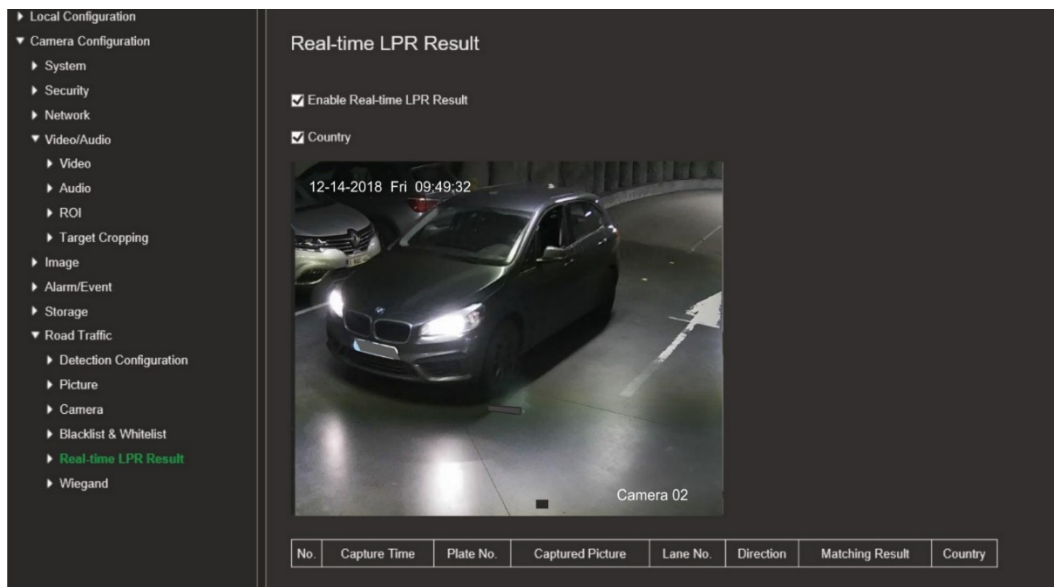 Local Configuration
Camera Configuration
System
Security
Network
Video/Audio
Video
Audio
ROI
Target Cropping
Image
Alarm/Event
Storage
Road Traffic
Detection Configuration
Picture
Camera
Blacklist & Whitelist
Real-time LPR Result
Wiegand
Real-time LPR Result
Enable Real-time LPR Result
Country
12-14-2018 Fri 09:49:32
Camera 02
No. Capture Time Plate No. Captured Picture Lane No. Direction Matching Result Country